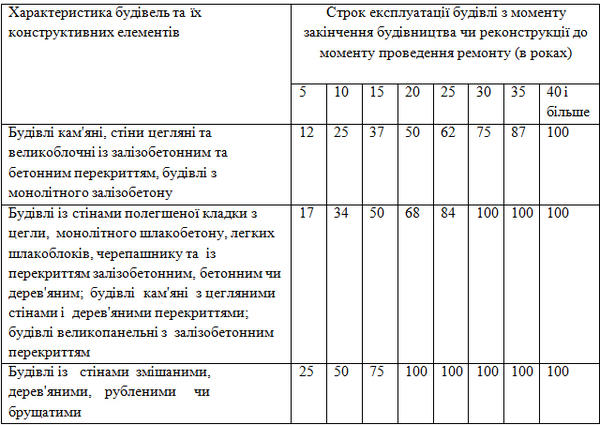 Характеристика будівель та їх
конструктивних елементів
Строк експлуатації будівлі з моменту
закінчення будівництва чи реконструкції до
моменту проведення ремонту (в роках)
5 10 15 20 25 30 35 40 і
більше
Будівлі кам'яні, стіни цегляні та 12 25 37 50 62 75 87 100
великоблочні із залізобетонним та
бетонним перекриттям, будівлі з
монолітного залізобетону
Будівлі із стінами полегшеної кладки з 17 34 50 68 84 100 100 100
цегли, монолітного шлакобетону, легких
шлакоблоків, черепашнику та із
перекриттям залізобетонним, бетонним чи
дерев'яним; будівлі кам'яні з цегляними
стінами і дерев'яними перекриттями;
будівлі великопанельні з залізобетонним
перекриттям
Будівлі із стінами змішаними, 25 50 75 100 100 100 100 100
дерев'яними, рубленими чи
брущатими